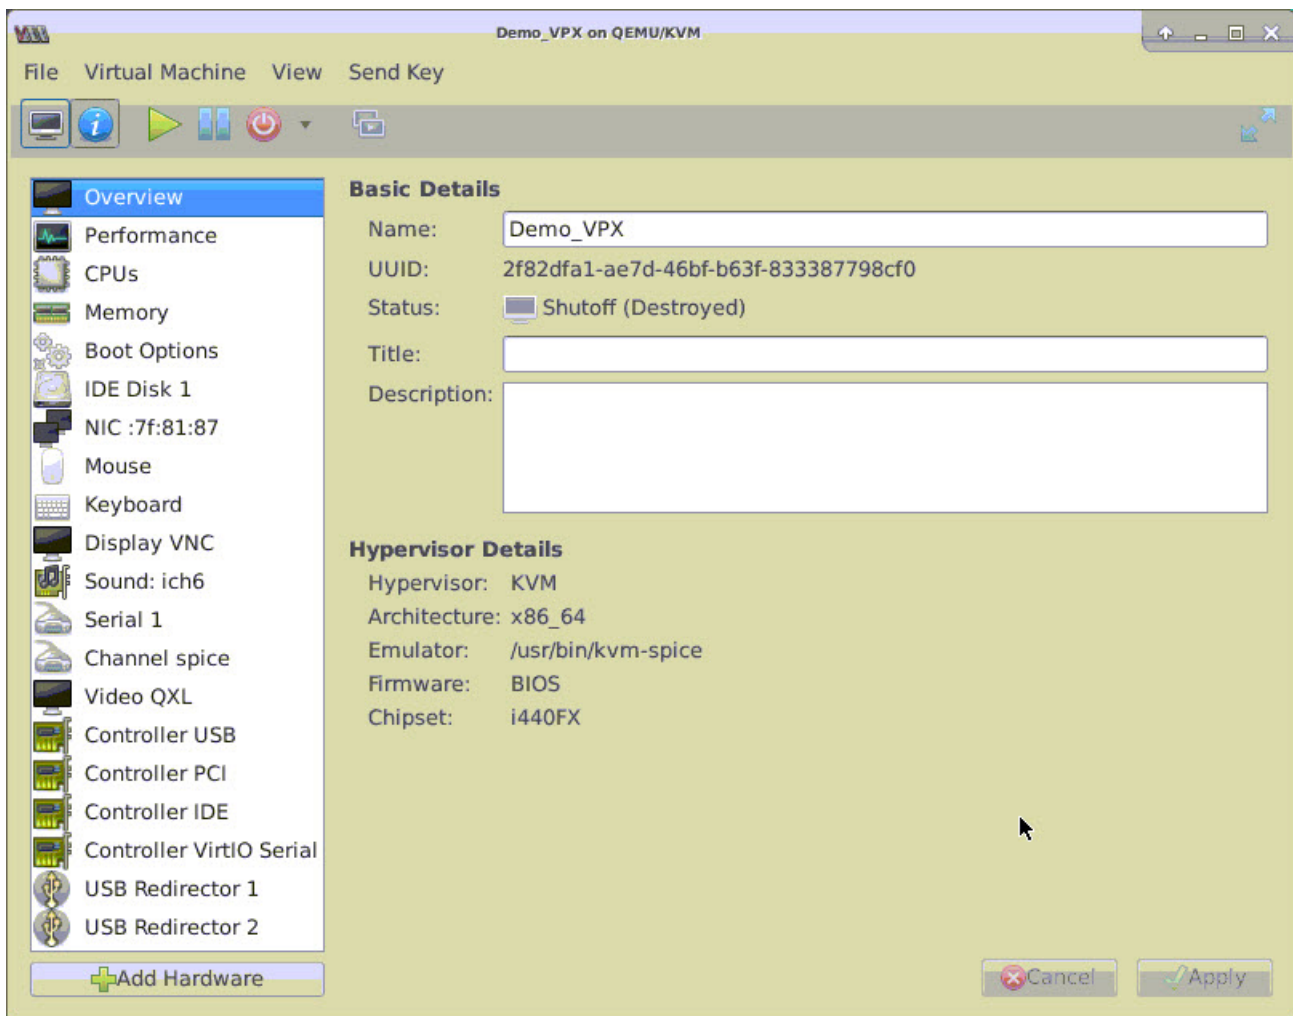 Demo_VPX on QEMU/KVM
File Virtual Machine View Send Key
Overview
Performance
CPUs
Memory
Boot Options
IDE Disk 1
NIC :7f:81:87
Mouse
Keyboard
Display VNC
Sound: ich6
Serial 1
Channel spice
Video QXL
Controller USB
Controller PCI
Controller IDE
Controller VirtIO Serial
USB Redirector 1
USB Redirector 2
Add Hardware
Basic Details
Name: Demo_VPX
UUID: 2f82dfa1-ae7d-46bf-b63f-833387798cf0
Status: Shutoff (Destroyed)
Title:
Description:
Hypervisor Details
Hypervisor: KVM
Architecture: x86_64
Emulator: /usr/bin/kvm-spice
Firmware: BIOS
Chipset: i440FX
Cancel Apply